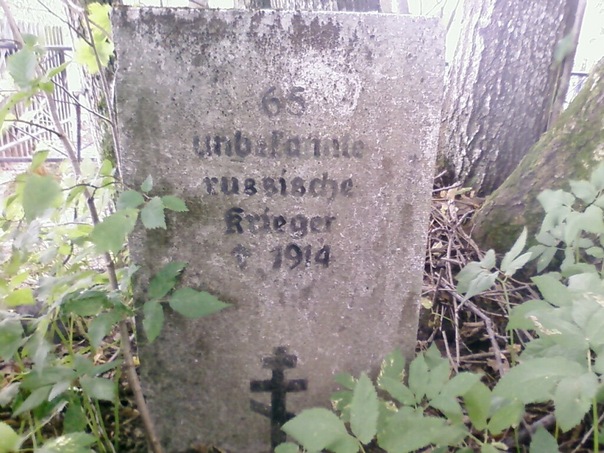 65
unbekannte
russische
Krieger
† 1914